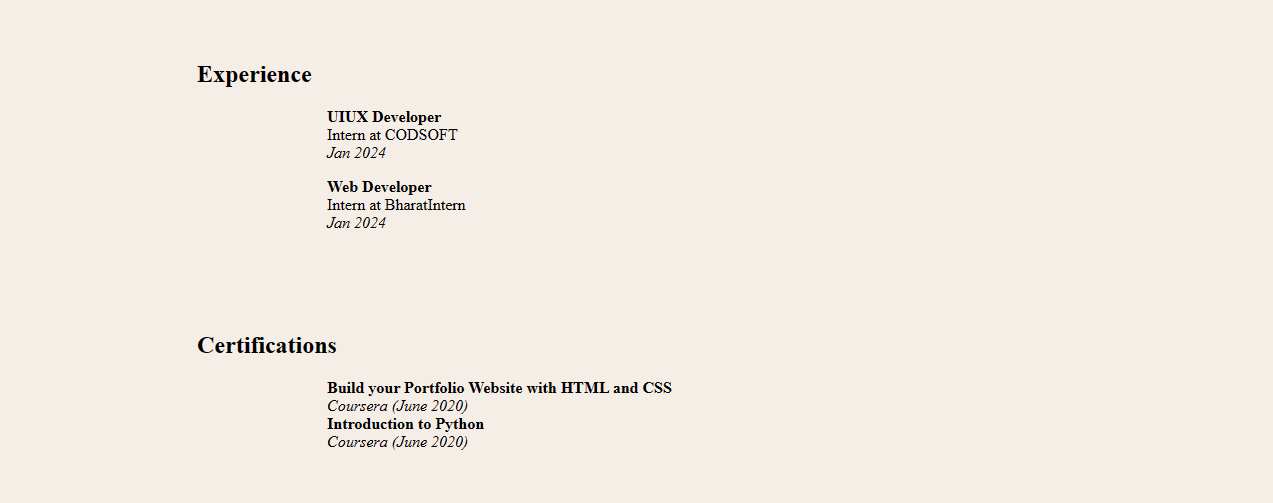 Experience
UIUX Developer
Intern at CODSOFT
Jan 2024
Web Developer
Intern at BharatIntern
Jan 2024
Certifications
Build your Portfolio Website with HTML and CSS
Coursera (June 2020)
Introduction to Python
Coursera (June 2020)